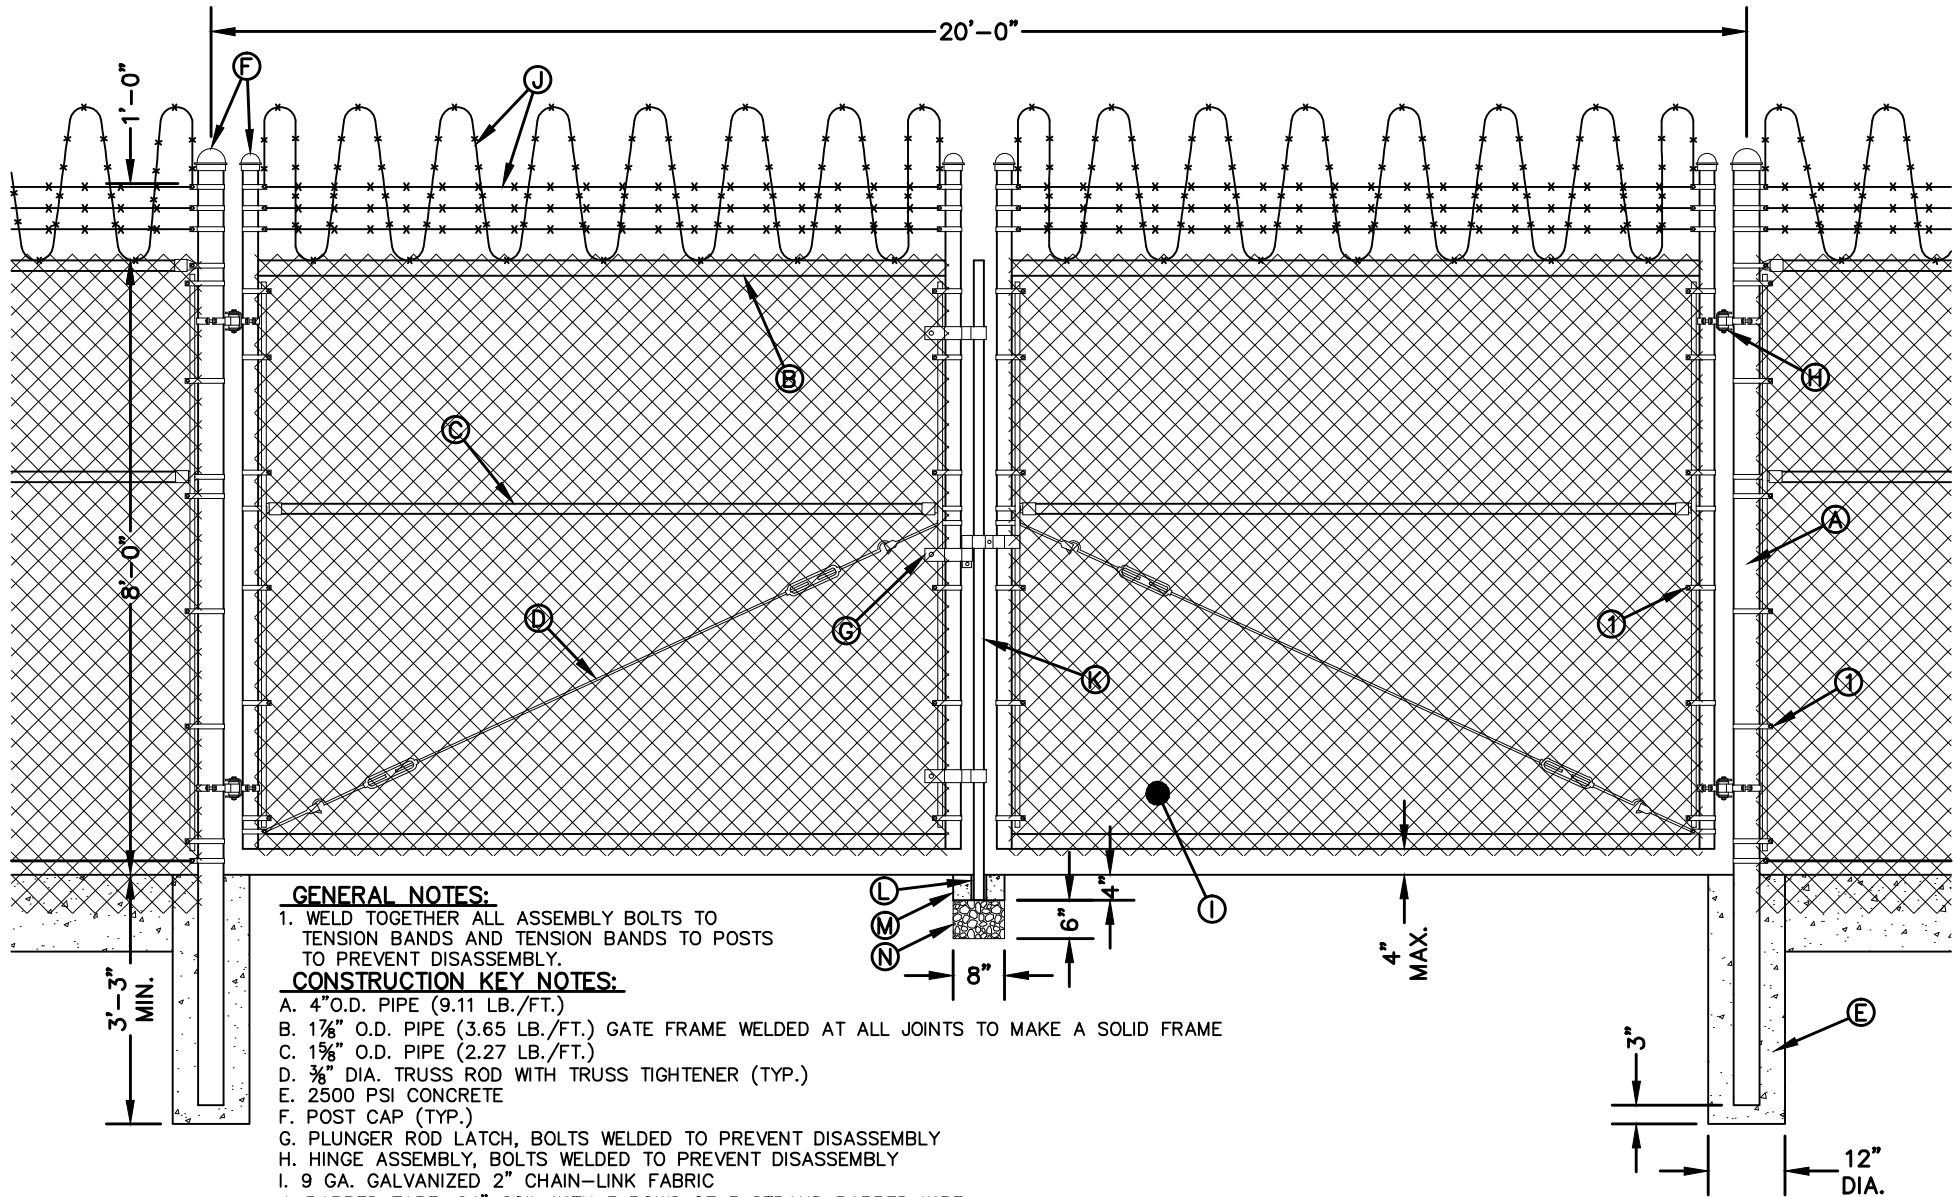 20'-0"
F
J
1'-0"
B
H
C
A
8'-0"
D
G
1
K
1
L
M
N
4"
6"
8"
I
4"
MAX.
3'-3"
MIN.
E
3"
12"
DIA.
GENERAL NOTES:
1. WELD TOGETHER ALL ASSEMBLY BOLTS TO
TENSION BANDS AND TENSION BANDS TO POSTS
TO PREVENT DISASSEMBLY.
CONSTRUCTION KEY NOTES:
A. 4"O.D. PIPE (9.11 LB./FT.)
B. 1⅞" O.D. PIPE (3.65 LB./FT.) GATE FRAME WELDED AT ALL JOINTS TO MAKE A SOLID FRAME
C. 1⅝" O.D. PIPE (2.27 LB./FT.)
D. ⅜" DIA. TRUSS ROD WITH TRUSS TIGHTENER (TYP.)
E. 2500 PSI CONCRETE
F. POST CAP (TYP.)
G. PLUNGER ROD LATCH, BOLTS WELDED TO PREVENT DISASSEMBLY
H. HINGE ASSEMBLY, BOLTS WELDED TO PREVENT DISASSEMBLY
I. 9 GA. GALVANIZED 2" CHAIN-LINK FABRIC